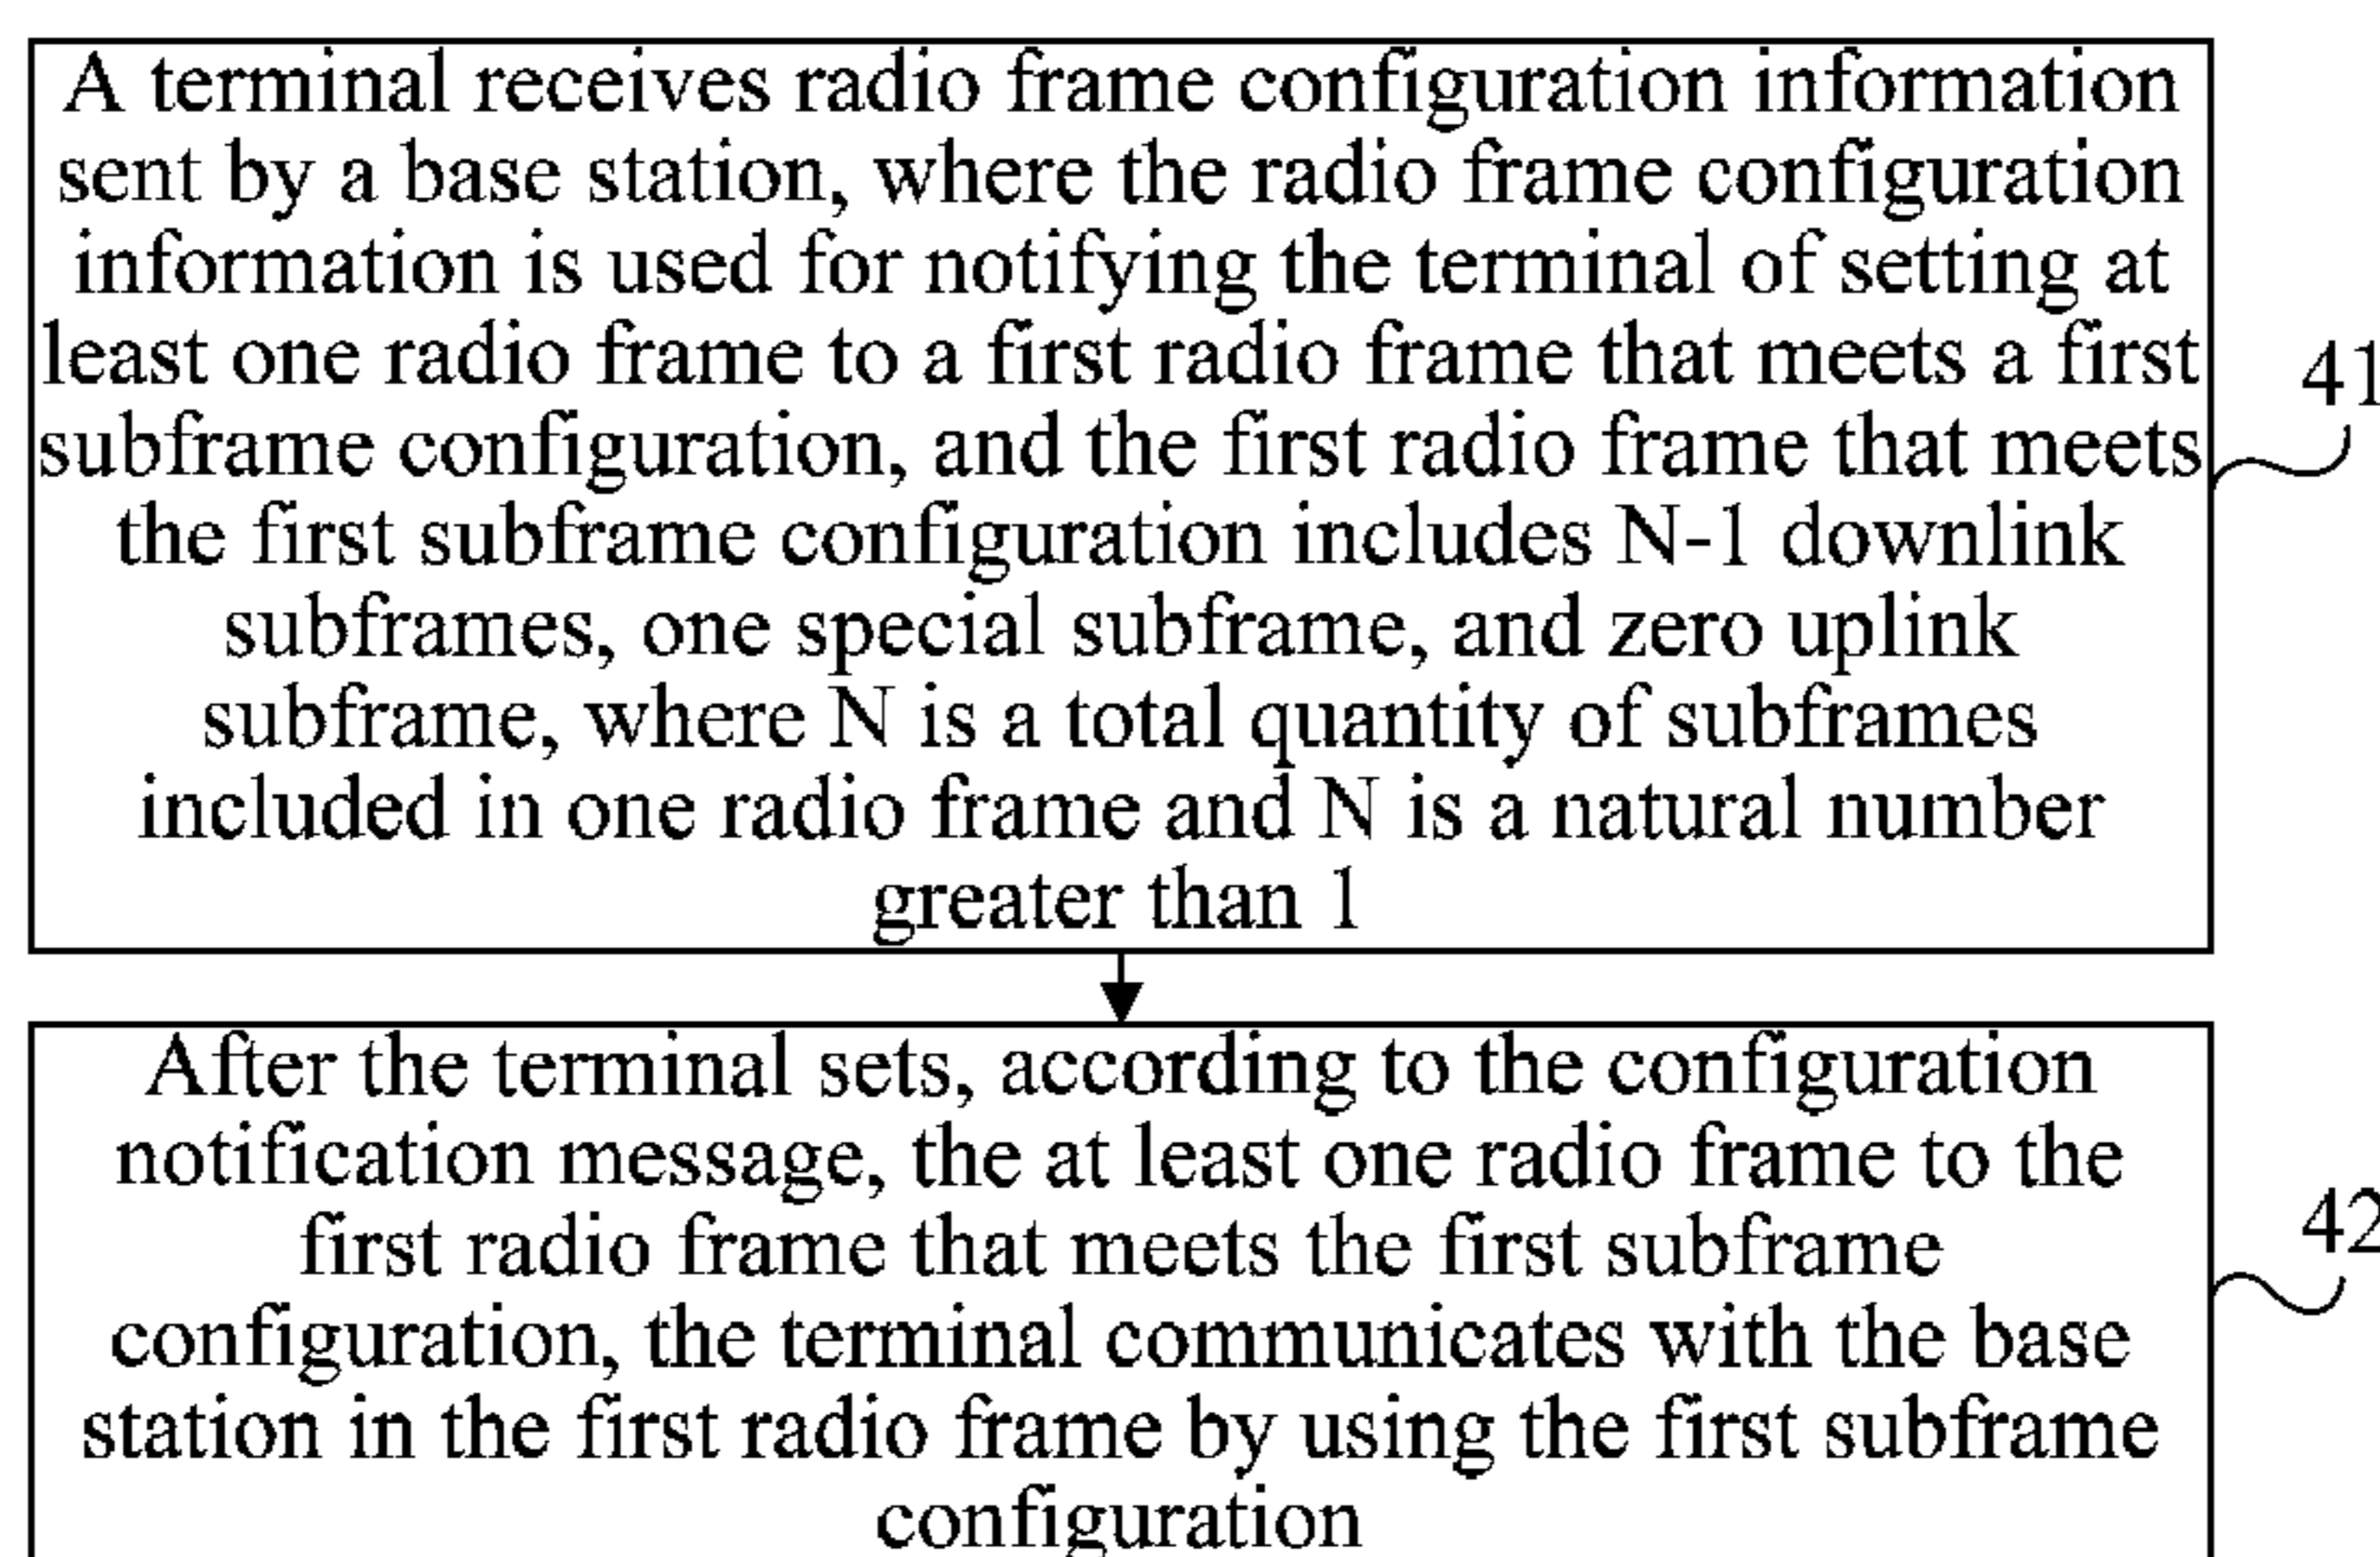 A terminal receives radio frame configuration information
sent by a base station, where the radio frame configuration
information is used for notifying the terminal of setting at
least one radio frame to a first radio frame that meets a first
subframe configuration, and the first radio frame that meets
the first subframe configuration includes N-1 downlink
subframes, one special subframe, and zero uplink
subframe, where N is a total quantity of subframes
included in one radio frame and N is a natural number
greater than 1
41
After the terminal sets, according to the configuration
notification message, the at least one radio frame to the
first radio frame that meets the first subframe
configuration, the terminal communicates with the base
station in the first radio frame by using the first subframe
configuration
42